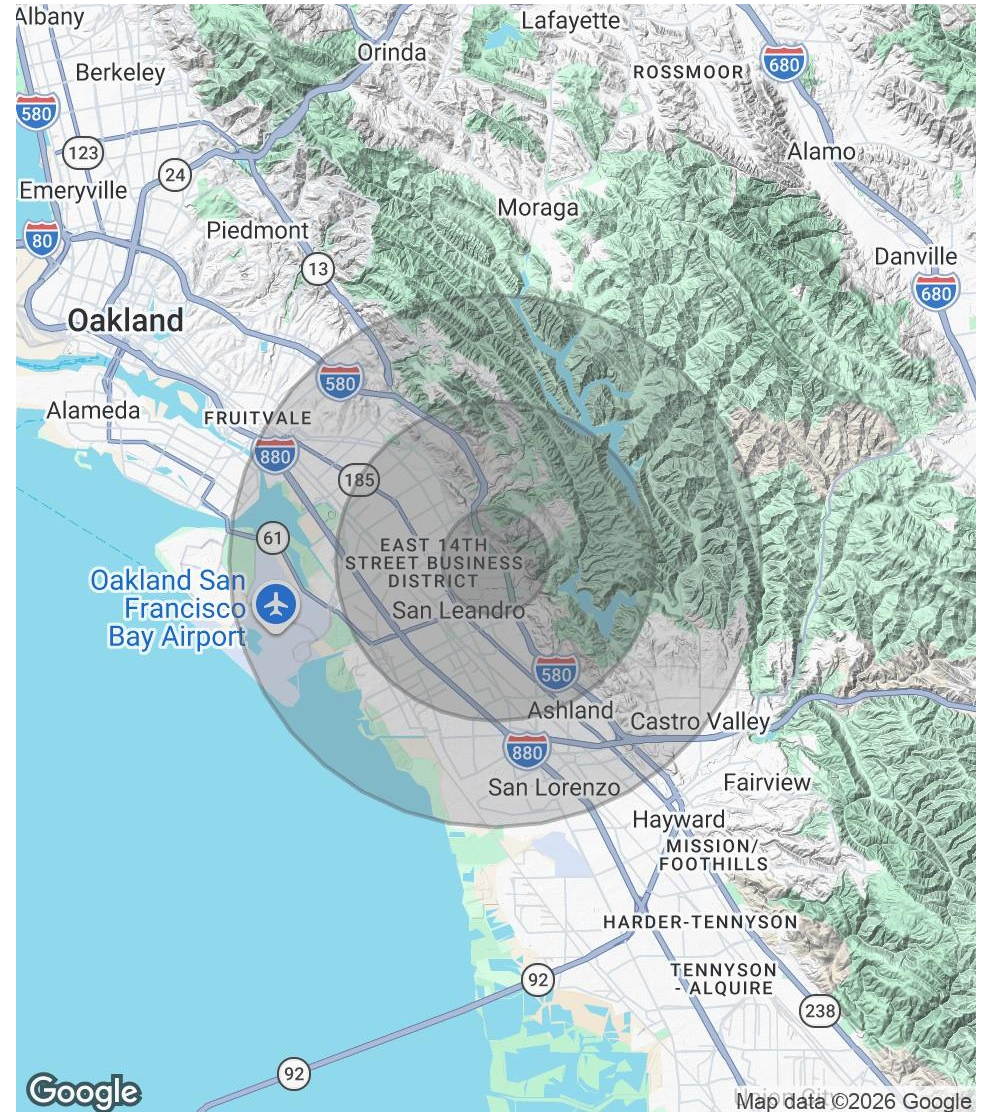 Albany
Lafayette
Orinda
ROSSMOOR
680
Berkeley
580
123
24
Alamo
Emeryville
Moraga
80
Piedmont
13
Danville
680
Oakland
580
Alameda
FRUITVALE
880
185
61
EAST 14TH
STREET BUSINESS
DISTRICT
Oakland San
Francisco
Bay Airport
San Leandro
580
Ashland
Castro Valley
880
San Lorenzo
Fairview
Hayward
MISSION/
FOOTHILLS
HARDER-TENNYSON
TENNYSON
- ALQUIRE
92
238
92
Google
Map data ©2026 Google